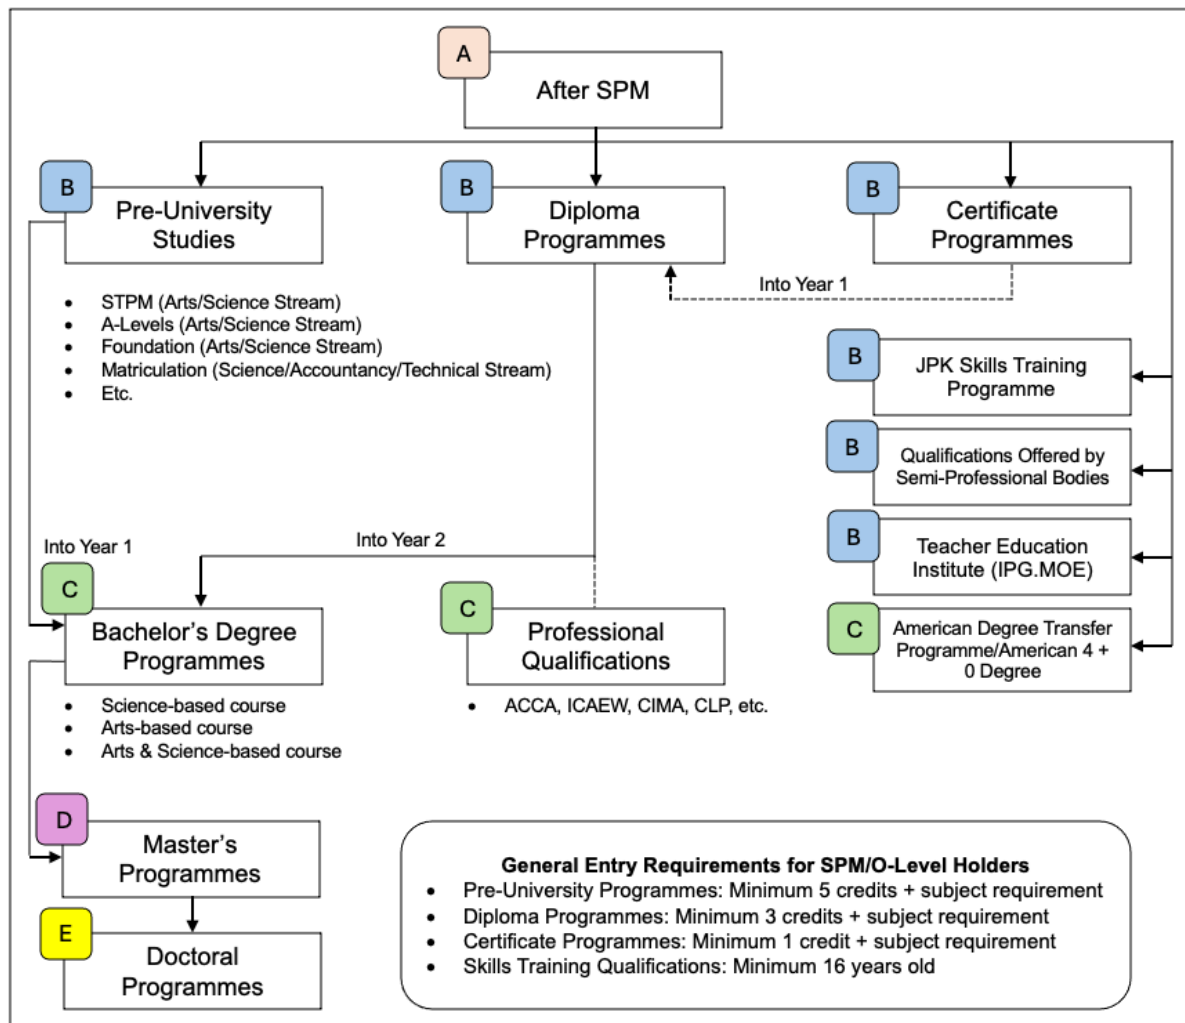 A
After SPM
B
Pre-University
Studies
B
Diploma
Programmes
B
Certificate
Programmes
Into Year 1
• STPM (Arts/Science Stream)
• A-Levels (Arts/Science Stream)
• Foundation (Arts/Science Stream)
• Matriculation (Science/Accountancy/Technical Stream)
• Etc.
B
JPK Skills Training
Programme
B
Qualifications Offered by
Semi-Professional Bodies
B
Teacher Education
Institute (IPG.MOE)
C
American Degree Transfer
Programme/American 4 +
0 Degree
Into Year 1
Into Year 2
C
Bachelor's Degree
Programmes
C
Professional
Qualifications
• Science-based course
• Arts-based course
• Arts & Science-based course
• ACCA, ICAEW, CIMA, CLP, etc.
D
Master's
Programmes
E
Doctoral
Programmes
General Entry Requirements for SPM/O-Level Holders
• Pre-University Programmes: Minimum 5 credits + subject requirement
• Diploma Programmes: Minimum 3 credits + subject requirement
• Certificate Programmes: Minimum 1 credit + subject requirement
• Skills Training Qualifications: Minimum 16 years old